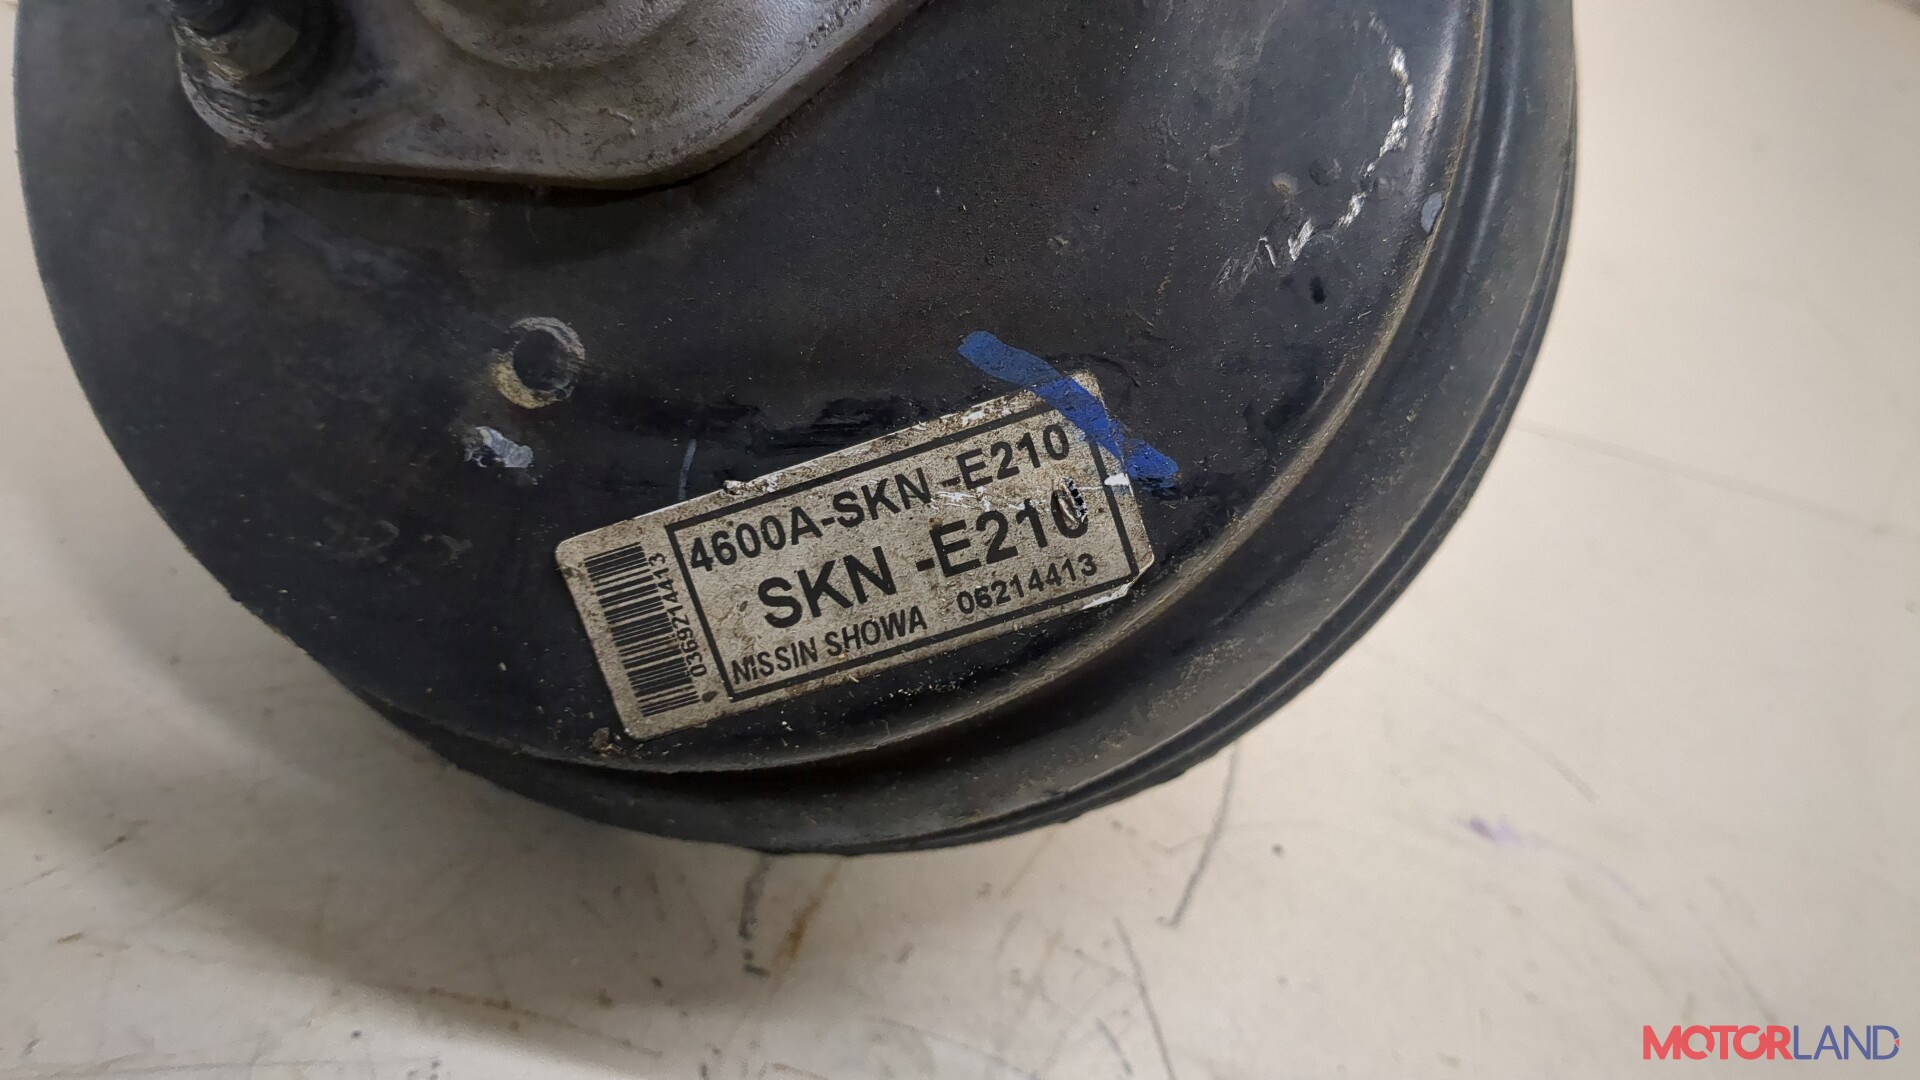 4600A-SKN-E210
SKN-E210
NISSIN SHOWA 06214413
0369214413
MOTORLAND